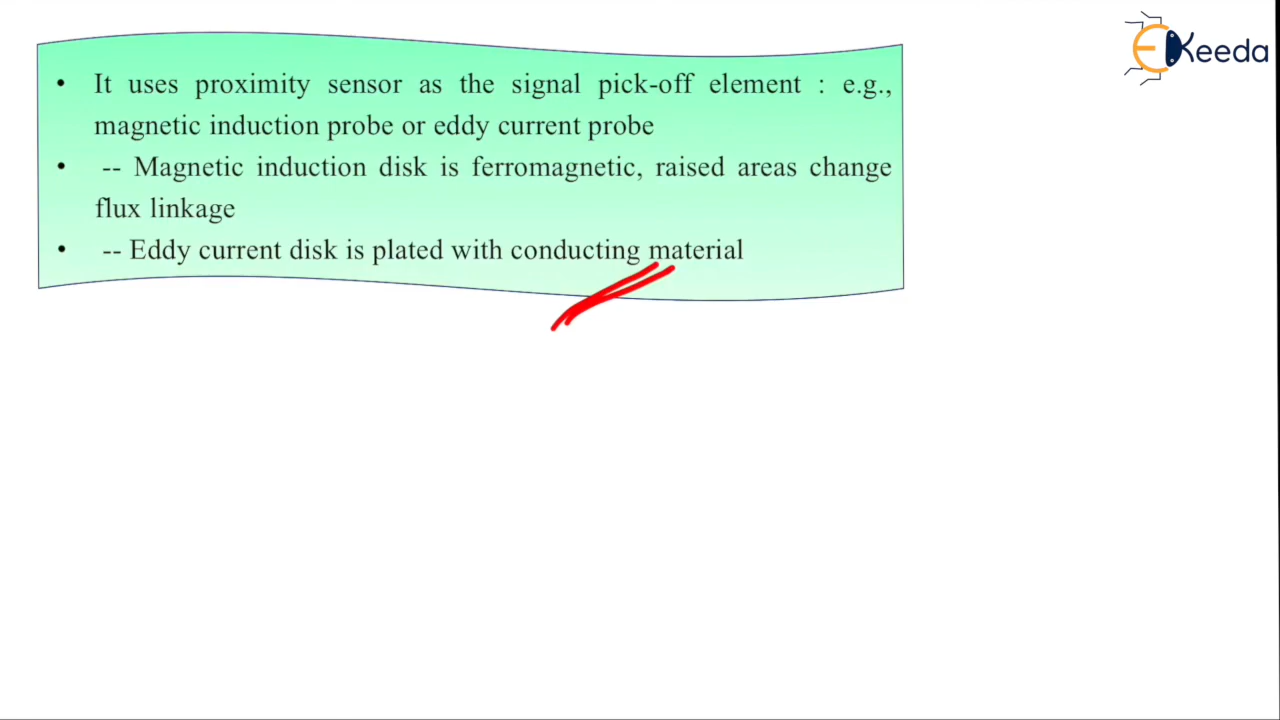 • It uses proximity sensor as the signal pick-off element : e.g.,
magnetic induction probe or eddy current probe
• -- Magnetic induction disk is ferromagnetic, raised areas change
flux linkage
• -- Eddy current disk is plated with conducting material
EKeeda